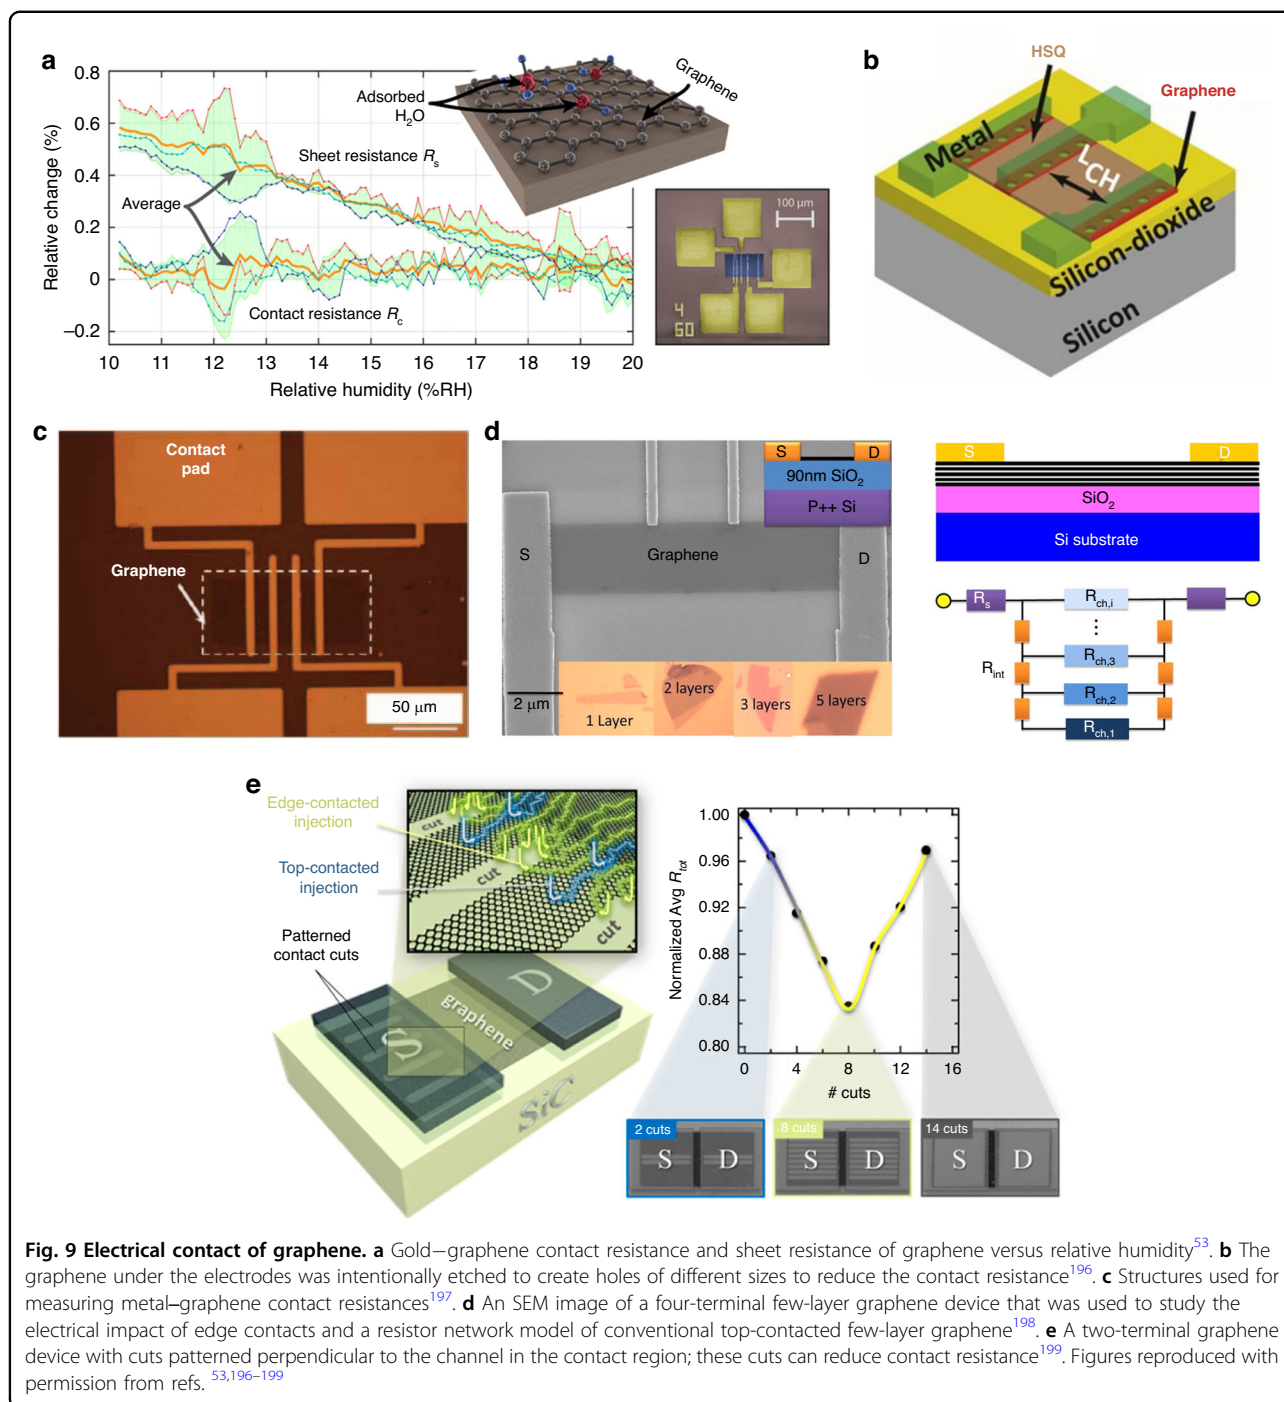 a
0.8
0.6
0.4
0.2
0
−0.2
Relative change (%)
10 11 12 13 14 15 16 17 18 19 20
Relative humidity (%RH)
Adsorbed
H2O
Graphene
Sheet resistance Rs
Average
Contact resistance Rc
100 μm
4
60
b
HSQ
Graphene
Metal
LCH
Silicon-dioxide
Silicon
c
Contact
pad
Graphene
50 μm
d
S D
90nm SiO2
P++ Si
S
Graphene
D
2 μm
1 Layer
2 layers
3 layers
5 layers
S D
SiO2
Si substrate
Rs
Rch,i
Rch,3
Rint
Rch,2
Rch,1
e
Edge-contacted
injection
Top-contacted
injection
Patterned
contact cuts
cut
cut
cut
S
graphene
D
SiC
1.00
0.96
0.92
0.88
0.84
0.80
Normalized Avg Rtot
0 4 8 12 16
# cuts
2 cuts
S D
8 cuts
S D
14 cuts
S D
Fig. 9 Electrical contact of graphene. a Gold−graphene contact resistance and sheet resistance of graphene versus relative humidity53. b The
graphene under the electrodes was intentionally etched to create holes of different sizes to reduce the contact resistance196. c Structures used for
measuring metal–graphene contact resistances197. d An SEM image of a four-terminal few-layer graphene device that was used to study the
electrical impact of edge contacts and a resistor network model of conventional top-contacted few-layer graphene198. e A two-terminal graphene
device with cuts patterned perpendicular to the channel in the contact region; these cuts can reduce contact resistance199. Figures reproduced with
permission from refs. 53,196–199